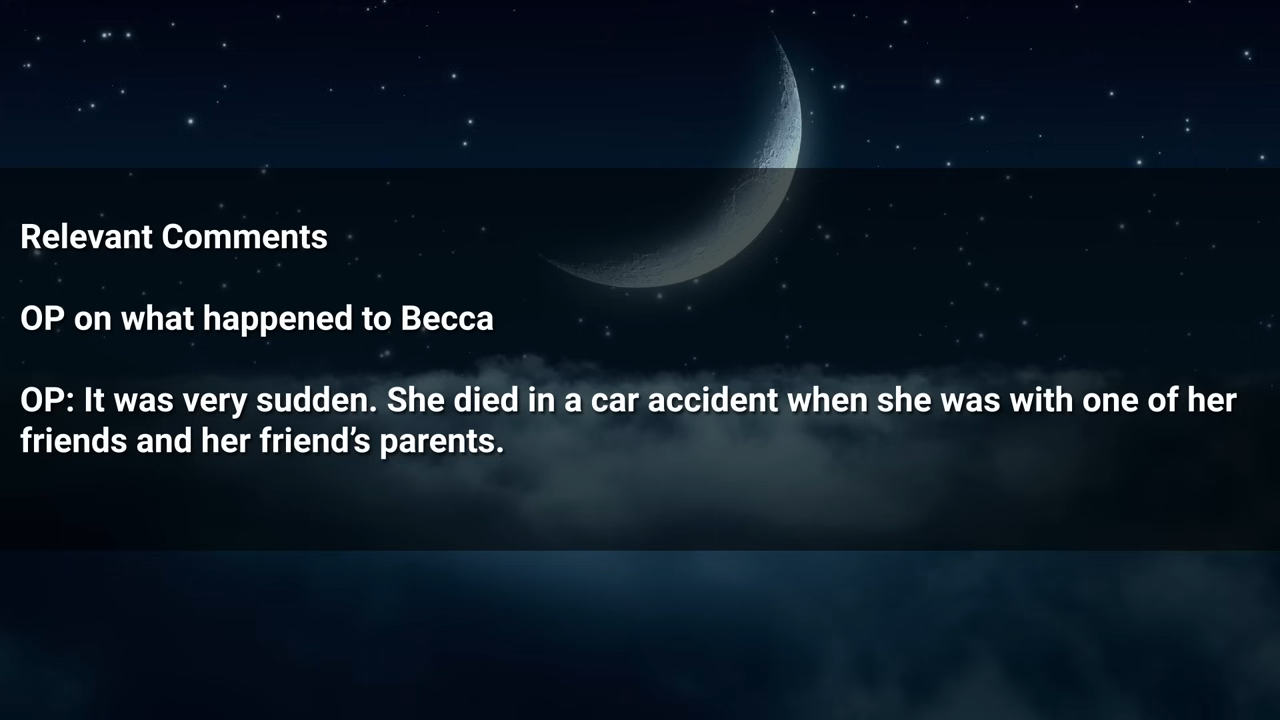 Relevant Comments
OP on what happened to Becca
OP: It was very sudden. She died in a car accident when she was with one of her
friends and her friend’s parents.